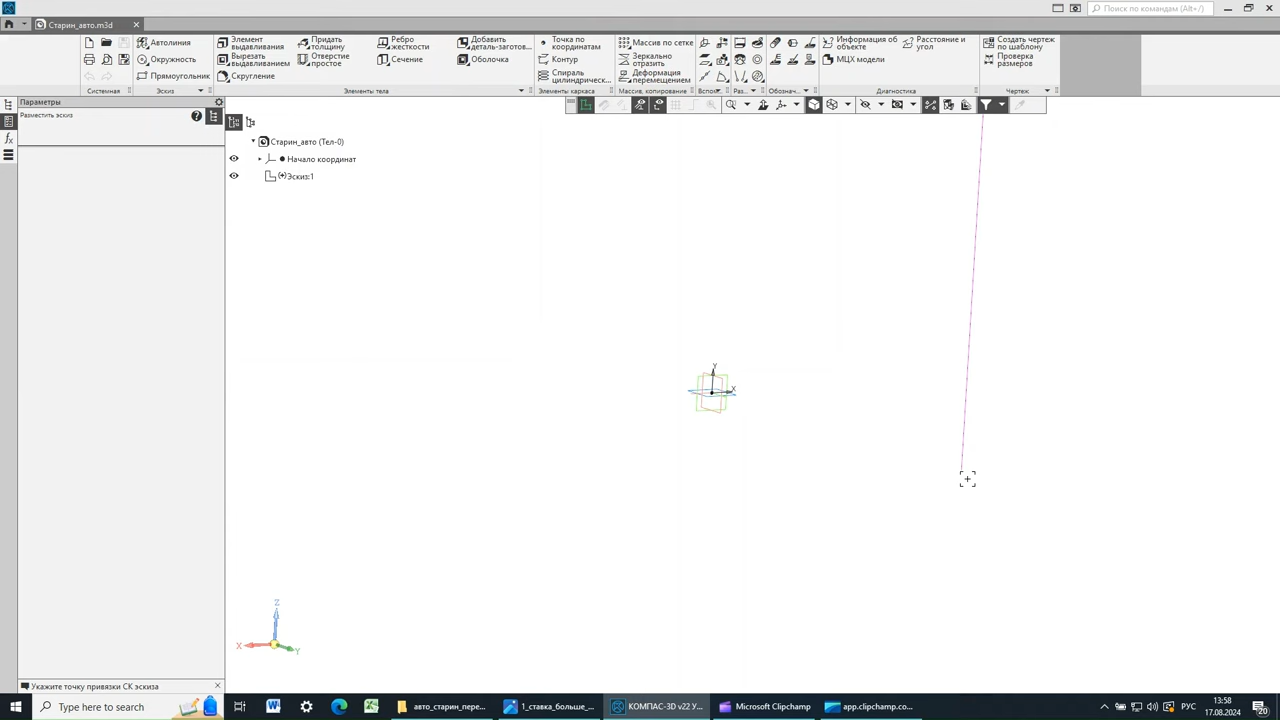 Поиск по командам (Alt+/)
Старин_авто.m3d
Автолиния
Окружность
Прямоугольник
Системная
Эскиз
Элемент выдавливания
Вырезать выдавливанием
Скругление
Придать толщину
Отверстие простое
Ребро жесткости
Сечение
Добавить деталь-заготов...
Оболочка
Элементы тела
Точка по координатам
Контур
Спираль цилиндрическ...
Элементы каркаса
Массив по сетке
Зеркально отразить
Деформация перемещением
Массив, копирование
Вспо...
Раз...
Обознач...
Информация об объекте
МЦХ модели
Расстояние и угол
Диагностика
Создать чертеж по шаблону
Проверка размеров
Чертеж
Параметры
Разместить эскиз
Старин_авто (Тел-0)
Начало координат
(+)Эскиз:1
Y
X
Z
X
Y
Укажите точку привязки СК эскиза
Type here to search
авто_старин_пере...
1_ставка_больше_...
КОМПАС-3D v22 У...
Microsoft Clipchamp
app.clipchamp.co...
РУС
13:58
17.08.2024
20